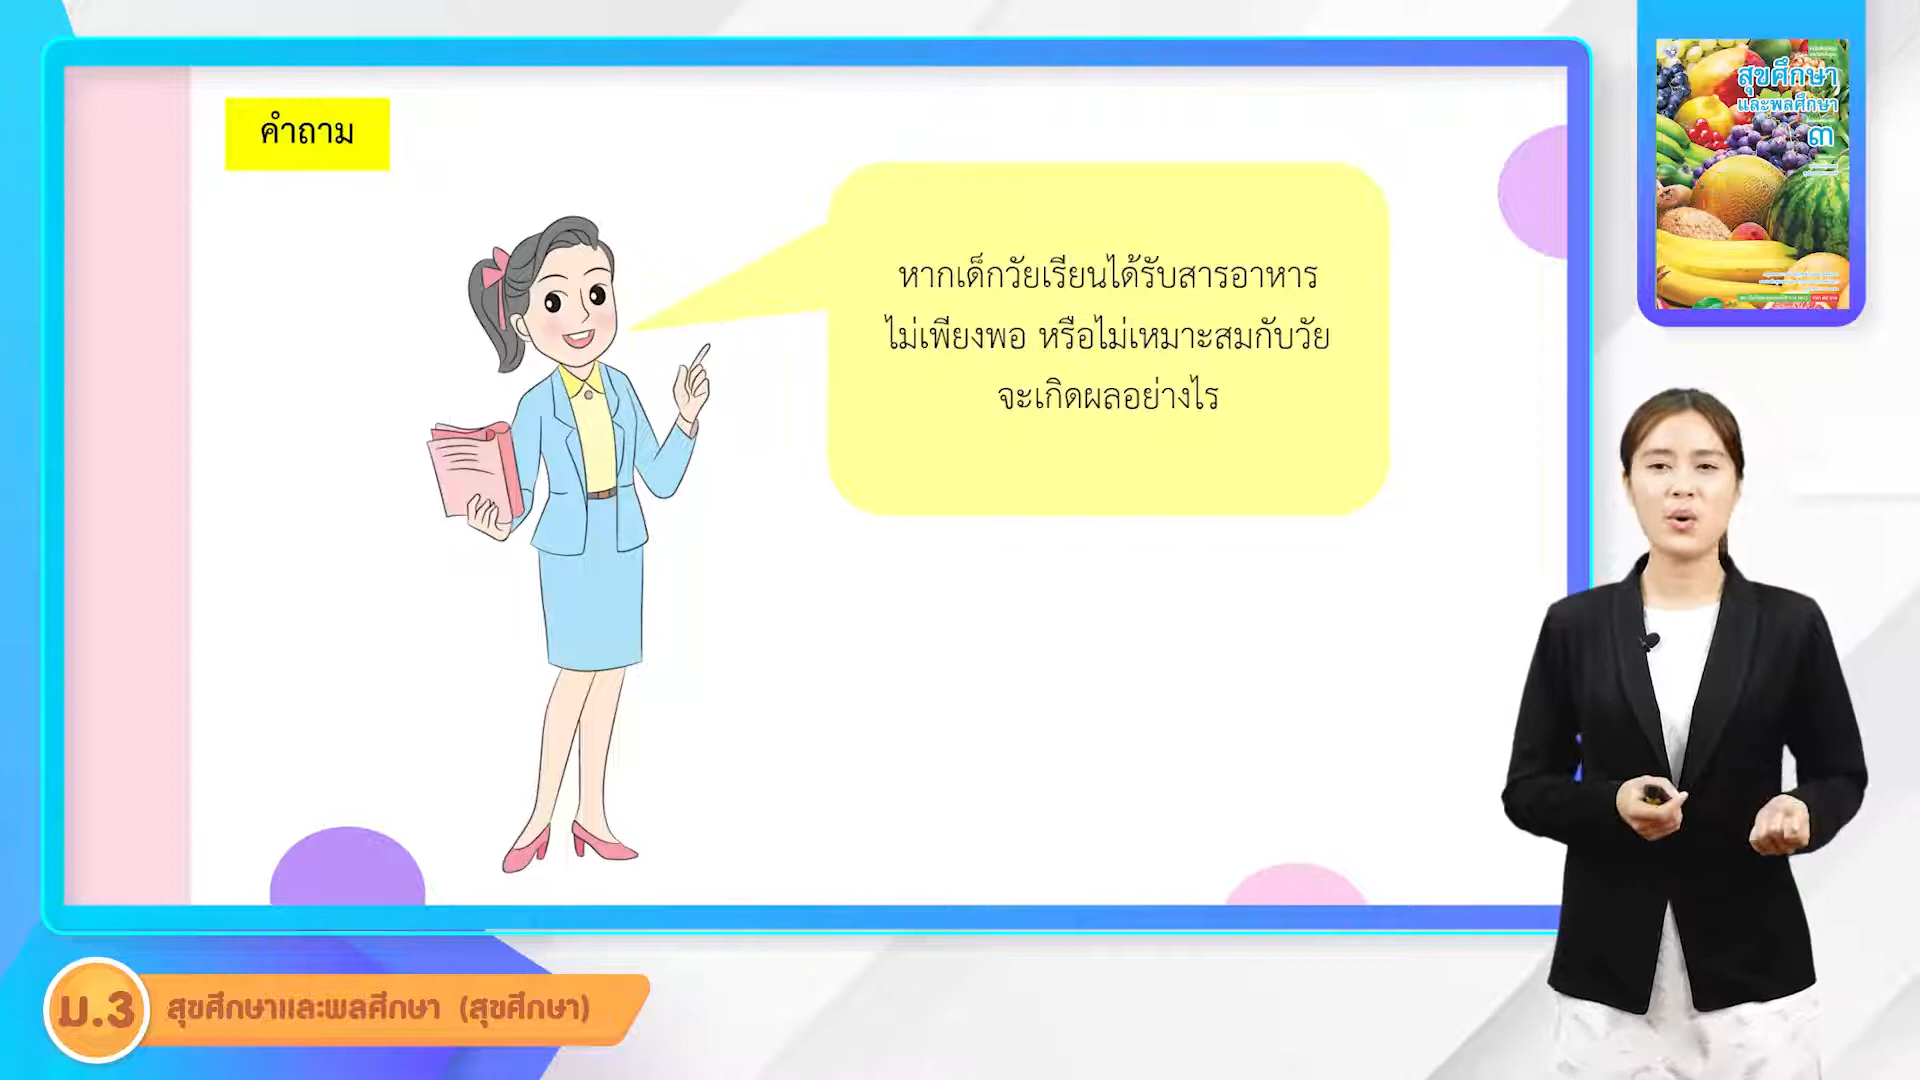 คำถาม
หากเด็กวัยเรียนได้รับสารอาหาร
ไม่เพียงพอ หรือไม่เหมาะสมกับวัย
จะเกิดผลอย่างไร
สุขศึกษา
และพลศึกษา
๓
ม.3 สุขศึกษาและพลศึกษา (สุขศึกษา)